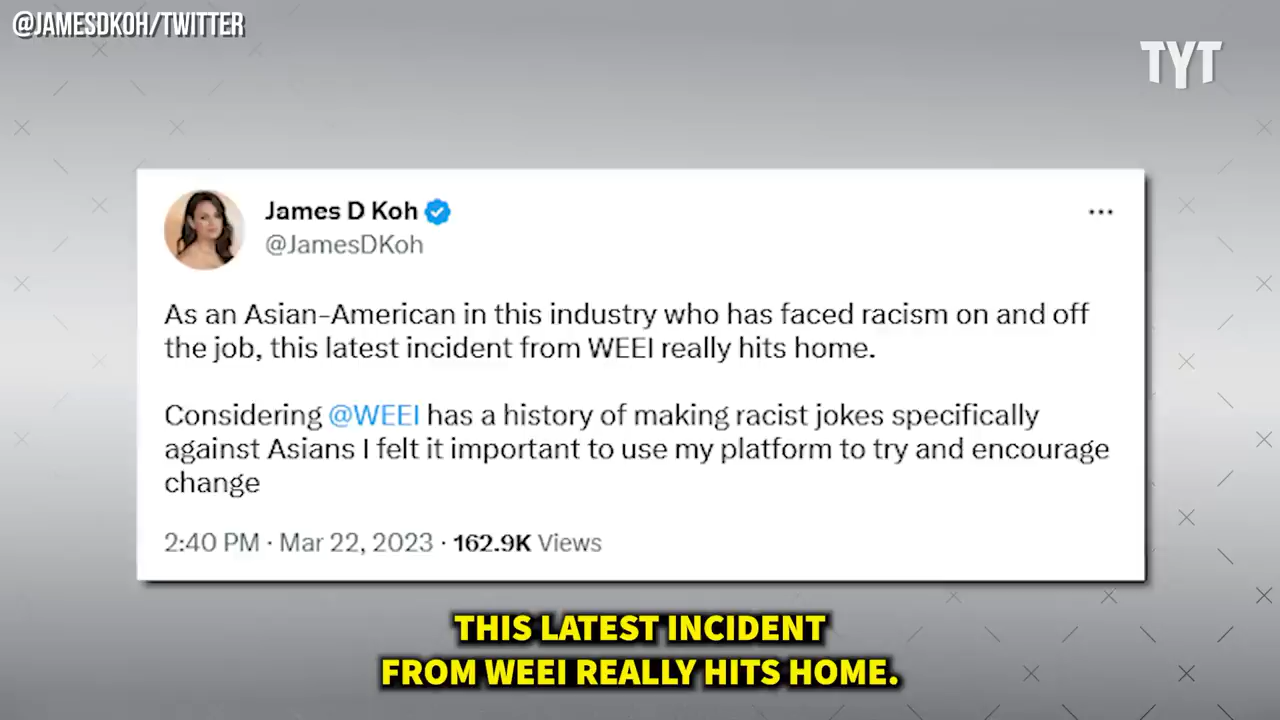 @JAMESDKOH/TWITTER
TYT
James D Koh
@JamesDKoh
As an Asian-American in this industry who has faced racism on and off
the job, this latest incident from WEEI really hits home.
Considering @WEEI has a history of making racist jokes specifically
against Asians I felt it important to use my platform to try and encourage
change
2:40 PM · Mar 22, 2023 · 162.9K Views
THIS LATEST INCIDENT
FROM WEEI REALLY HITS HOME.